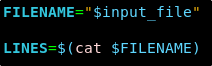 FILENAME="$input_file"
LINES=$(cat $FILENAME)